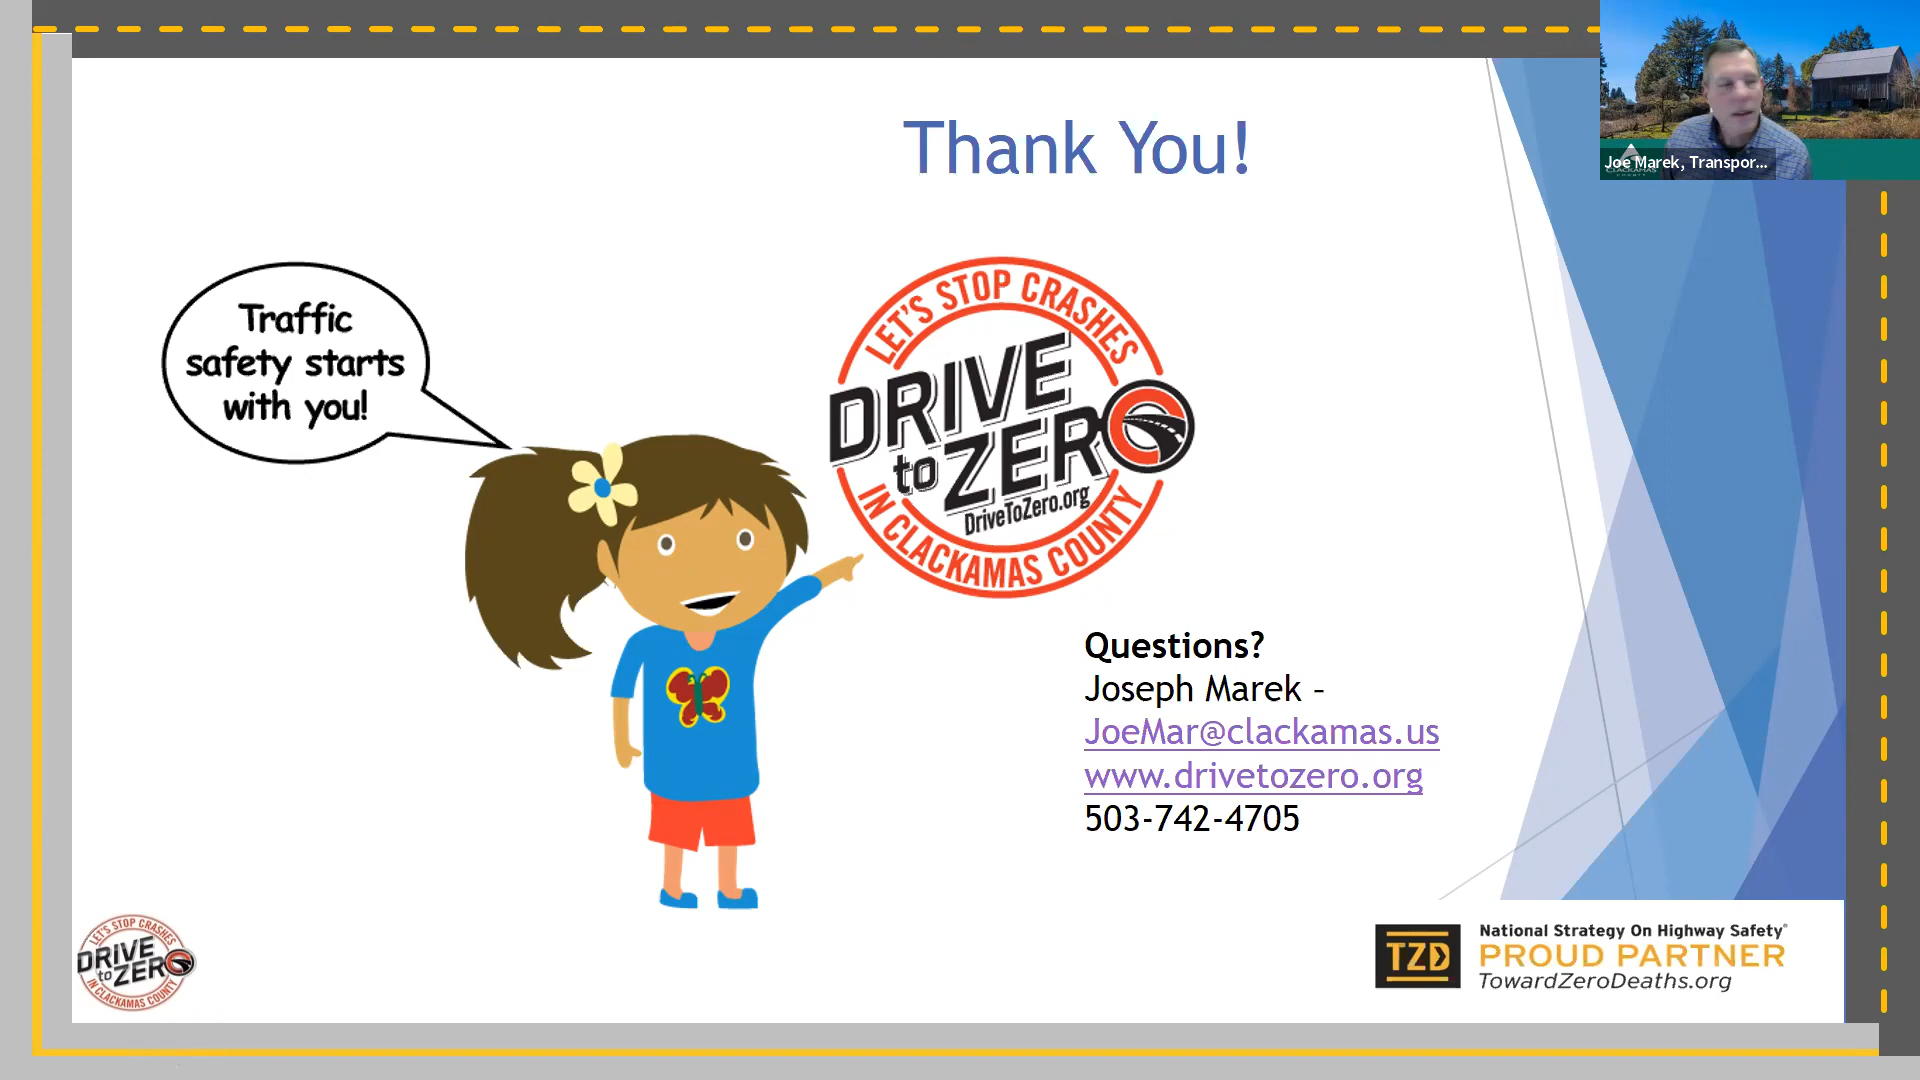 Thank You!
Joe Marek, Transpor...
CLACKAMAS
Traffic
safety starts
with you!
LET'S STOP CRASHES
DRIVE
to ZERO
DriveToZero.org
IN CLACKAMAS COUNTY
Questions?
Joseph Marek -
JoeMar@clackamas.us
www.drivetozero.org
503-742-4705
LET'S STOP CRASHES
DRIVE
to ZERO
IN CLACKAMAS COUNTY
TZD
National Strategy On Highway Safety®
PROUD PARTNER
TowardZeroDeaths.org